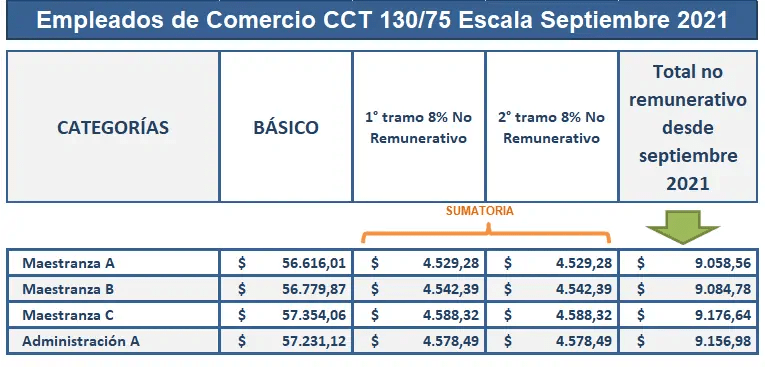 Empleados de Comercio CCT 130/75 Escala Septiembre 2021
CATEGORÍAS BÁSICO 1° tramo 8% No Remunerativo 2° tramo 8% No Remunerativo Total no remunerativo desde septiembre 2021
SUMATORIA
Maestranza A $ 56.616,01 $ 4.529,28 $ 4.529,28 $ 9.058,56
Maestranza B $ 56.779,87 $ 4.542,39 $ 4.542,39 $ 9.084,78
Maestranza C $ 57.354,06 $ 4.588,32 $ 4.588,32 $ 9.176,64
Administración A $ 57.231,12 $ 4.578,49 $ 4.578,49 $ 9.156,98